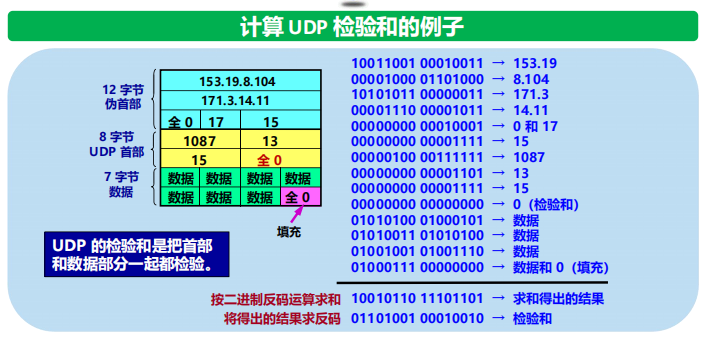 计算 UDP 检验和的例子
12 字节
伪首部
153.19.8.104
171.3.14.11
全 0 17 15
8 字节
UDP 首部
1087 13
15 全 0
7 字节
数据
数据 数据 数据 数据
数据 数据 数据 全 0
填充
UDP 的检验和是把首部
和数据部分一起都检验。
10011001 00010011 → 153.19
00001000 01101000 → 8.104
10101011 00000011 → 171.3
00001110 00001011 → 14.11
00000000 00010001 → 0 和 17
00000000 00001111 → 15
00000100 00111111 → 1087
00000000 00001101 → 13
00000000 00001111 → 15
00000000 00000000 → 0（检验和）
01010100 01000101 → 数据
01010011 01010100 → 数据
01001001 01001110 → 数据
01000111 00000000 → 数据和 0（填充）
按二进制反码运算求和 10010110 11101101 → 求和得出的结果
将得出的结果求反码 01101001 00010010 → 检验和